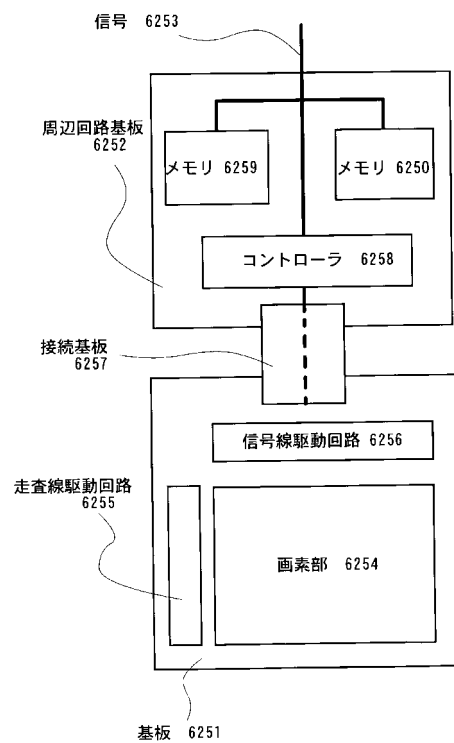 信号 6253
周辺回路基板
6252
メモリ 6259
メモリ 6250
コントローラ 6258
接続基板
6257
信号線駆動回路 6256
走査線駆動回路
6255
画素部 6254
基板 6251